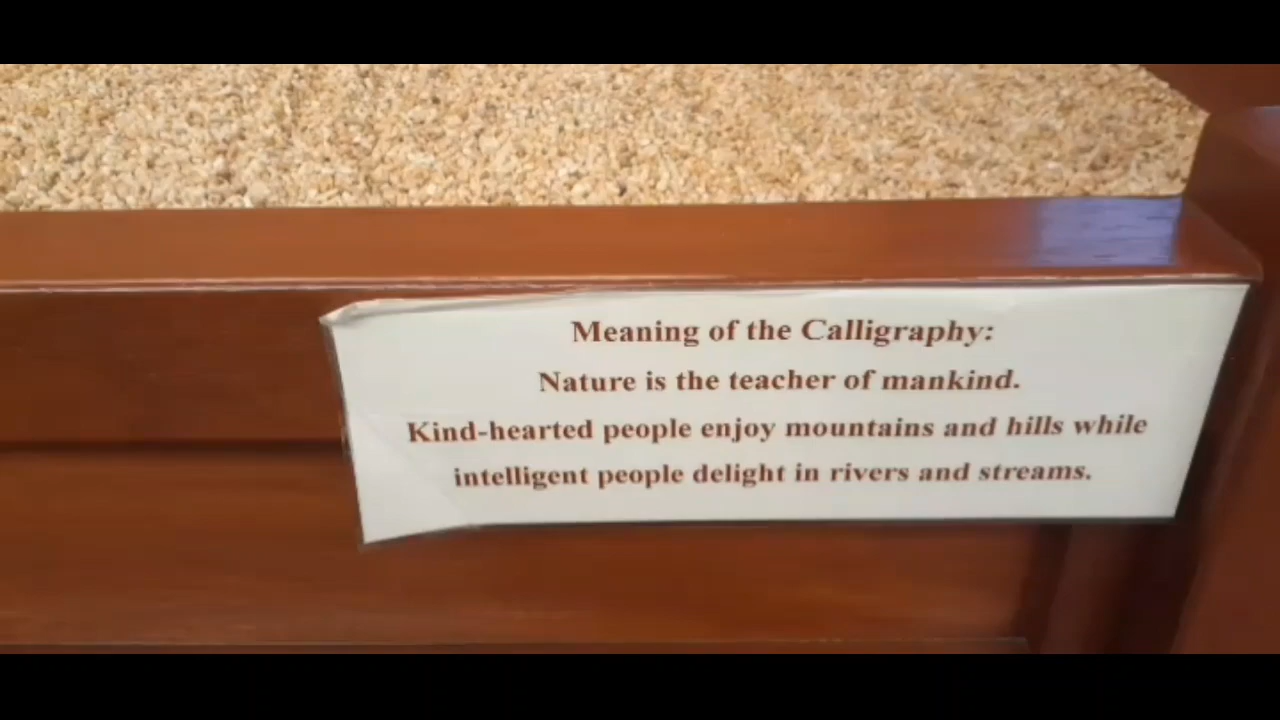 Meaning of the Calligraphy:
Nature is the teacher of mankind.
Kind-hearted people enjoy mountains and hills while
intelligent people delight in rivers and streams.